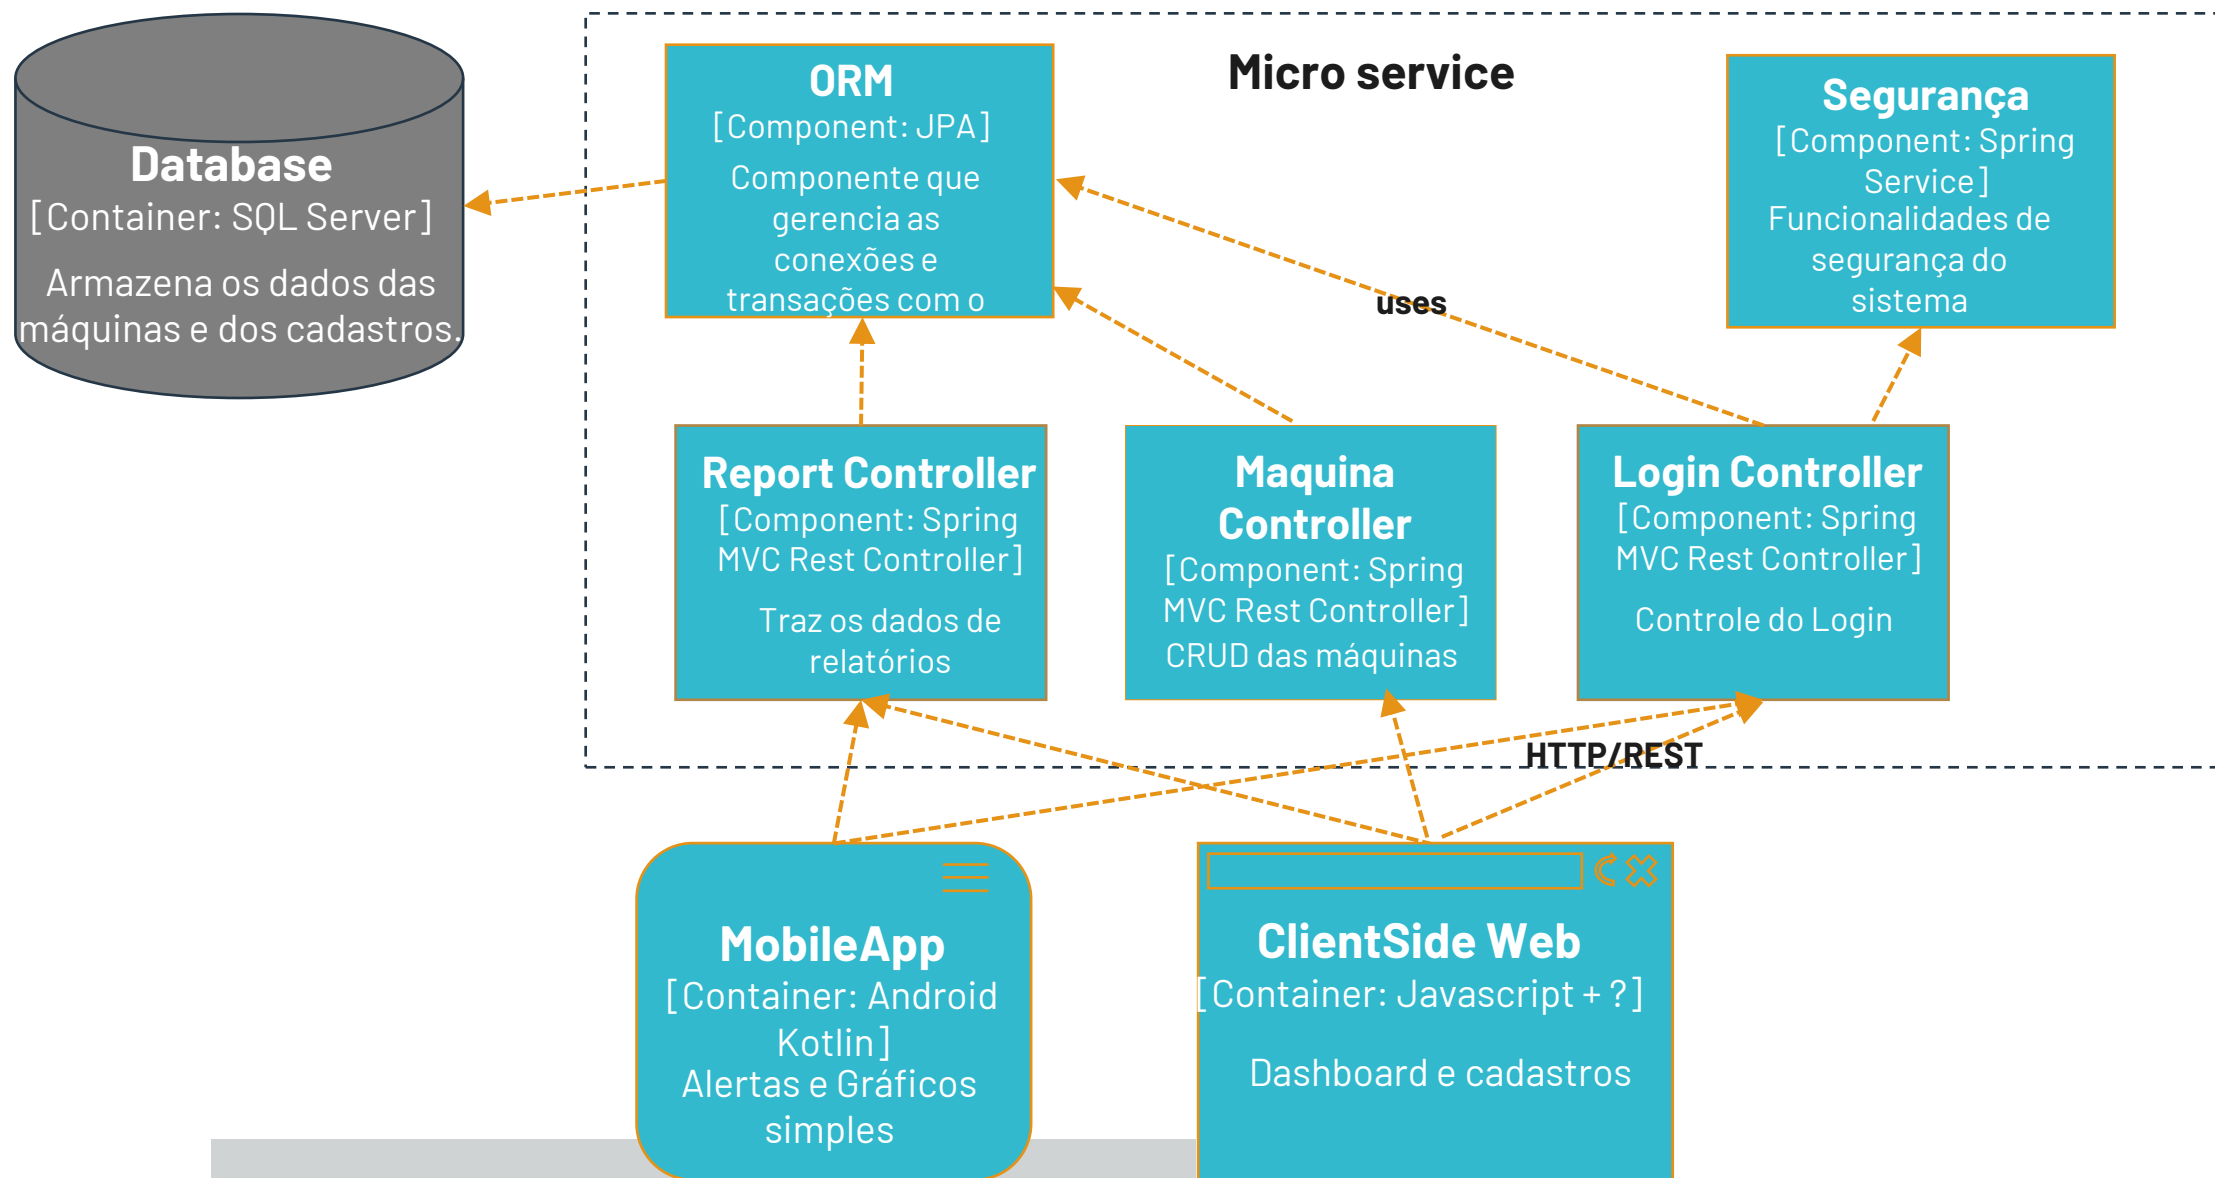 Database
[Container: SQL Server]
Armazena os dados das
máquinas e dos cadastros.
Micro service
ORM
[Component: JPA]
Componente que
gerencia as
conexões e
transações com o
Segurança
[Component: Spring
Service]
Funcionalidades de
segurança do
sistema
uses
Report Controller
[Component: Spring
MVC Rest Controller]
Traz os dados de
relatórios
Maquina
Controller
[Component: Spring
MVC Rest Controller]
CRUD das máquinas
Login Controller
[Component: Spring
MVC Rest Controller]
Controle do Login
HTTP/REST
MobileApp
[Container: Android
Kotlin]
Alertas e Gráficos
simples
ClientSide Web
[Container: Javascript + ?]
Dashboard e cadastros